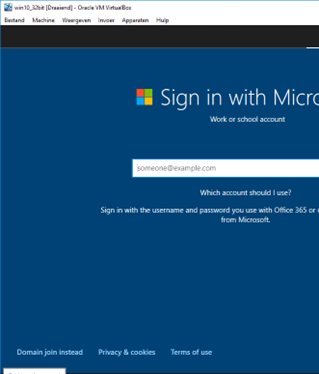 win10_32bit [Draaiend] - Oracle VM VirtualBox
Bestand Machine Weergeven Invoer Apparaten Hulp
Sign in with Micro
Work or school account
someone@example.com
Which account should I use?
Sign in with the username and password you use with Office 365 or
from Microsoft.
Domain join instead Privacy & cookies Terms of use